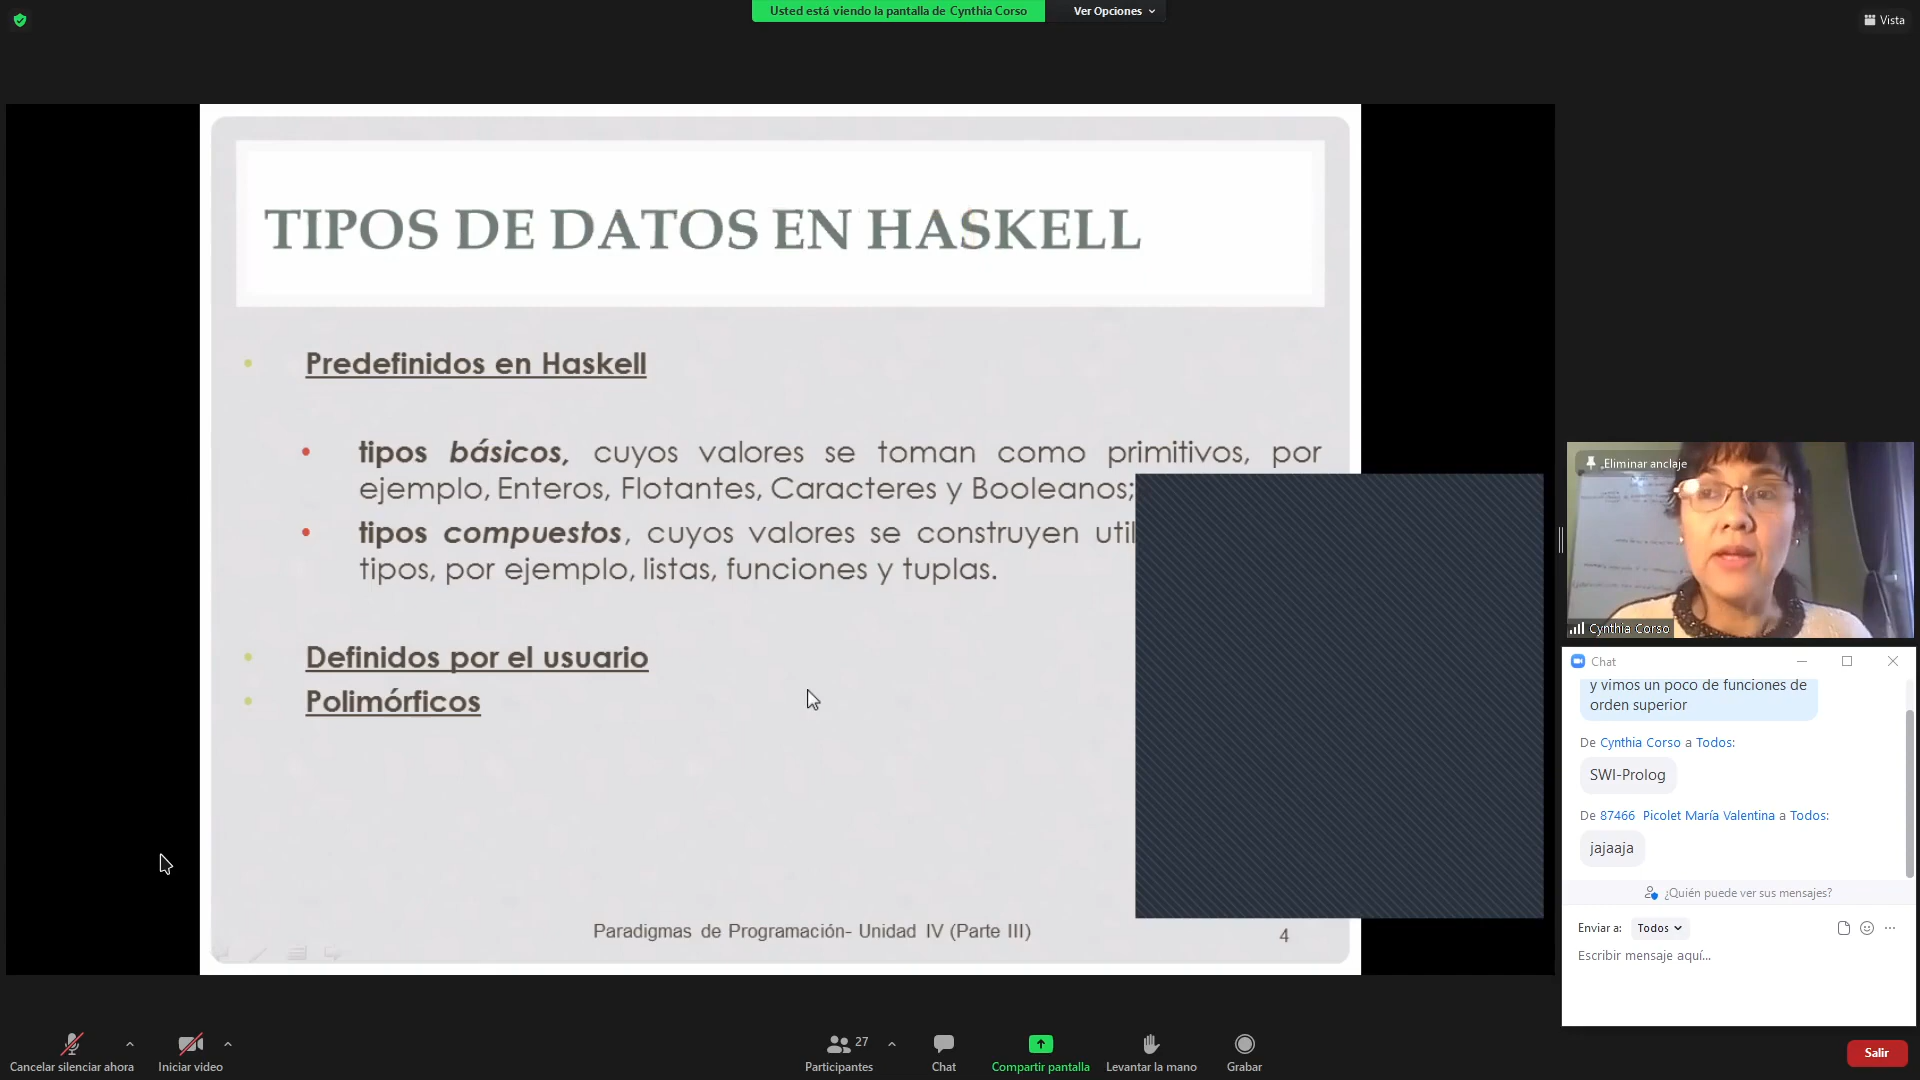 Usted está viendo la pantalla de Cynthia Corso
Ver Opciones
Vista
TIPOS DE DATOS EN HASKELL
Predefinidos en Haskell
tipos básicos, cuyos valores se toman como primitivos, por
ejemplo, Enteros, Flotantes, Caracteres y Booleanos;
tipos compuestos, cuyos valores se construyen util
tipos, por ejemplo, listas, funciones y tuplas.
Definidos por el usuario
Polimórficos
Paradigmas de Programación- Unidad IV (Parte III)
4
Eliminar anclaje
Cynthia Corso
Chat
y vimos un poco de funciones de
orden superior
De Cynthia Corso a Todos:
SWI-Prolog
De 87466 Picolet María Valentina a Todos:
jajaaja
¿Quién puede ver sus mensajes?
Enviar a: Todos
Escribir mensaje aquí...
Cancelar silenciar ahora
Iniciar video
27
Participantes
Chat
Compartir pantalla
Levantar la mano
Grabar
Salir